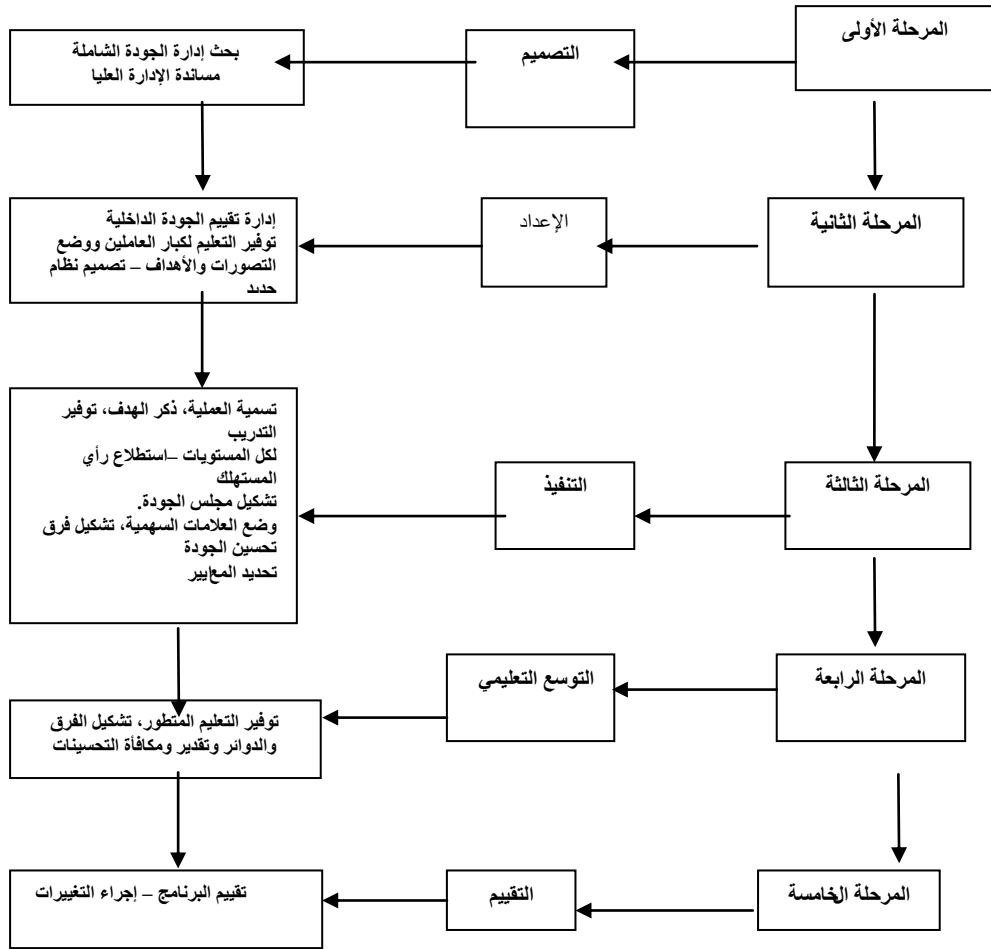 المرحلة الأولى
التصميم
بحث إدارة الجودة الشاملة
مساندة الإدارة العليا
المرحلة الثانية
الإعداد
إدارة تقييم الجودة الداخلية
توفير التعليم لكبار العاملين ووضع
التصورات والأهداف – تصميم نظام
جديد
المرحلة الثالثة
التنفيذ
تسمية العملية، ذكر الهدف، توفير
التدريب
لكل المستويات –استطلاع رأي
المستهلك
تشكيل مجلس الجودة.
وضع العلامات السهمية، تشكيل فرق
تحسين الجودة
تحديد المعايير
المرحلة الرابعة
التوسع التعليمي
توفير التعليم المتطور، تشكيل الفرق
والدوائر وتقدير ومكافأة التحسينات
المرحلة الخامسة
التقييم
تقييم البرنامج – إجراء التغييرات